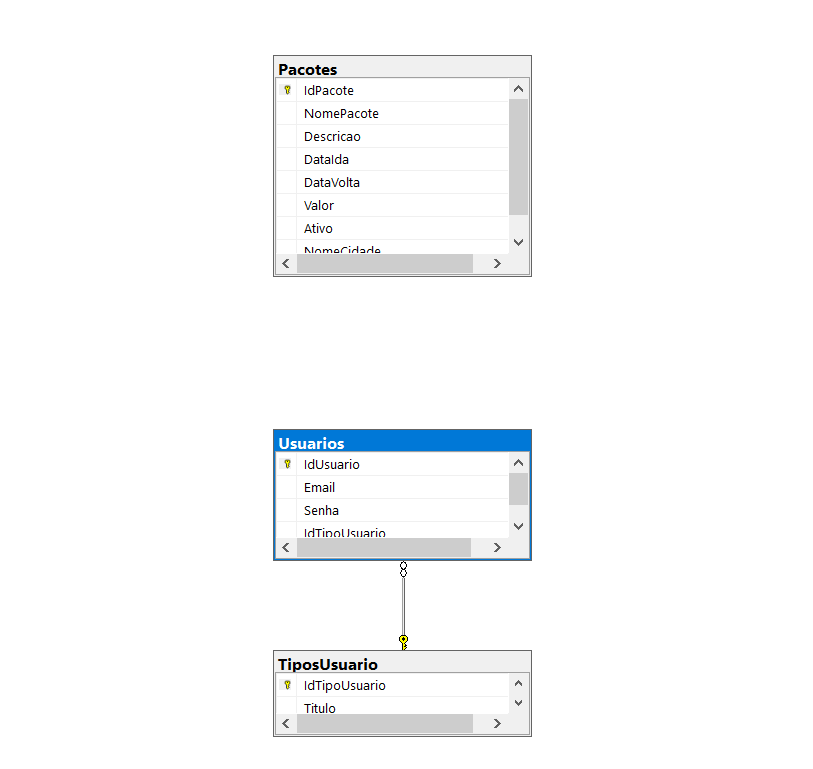 Pacotes
IdPacote
NomePacote
Descricao
DataIda
DataVolta
Valor
Ativo
NomeCidade
Usuarios
IdUsuario
Email
Senha
IdTipoUsuario
TiposUsuario
IdTipoUsuario
Titulo